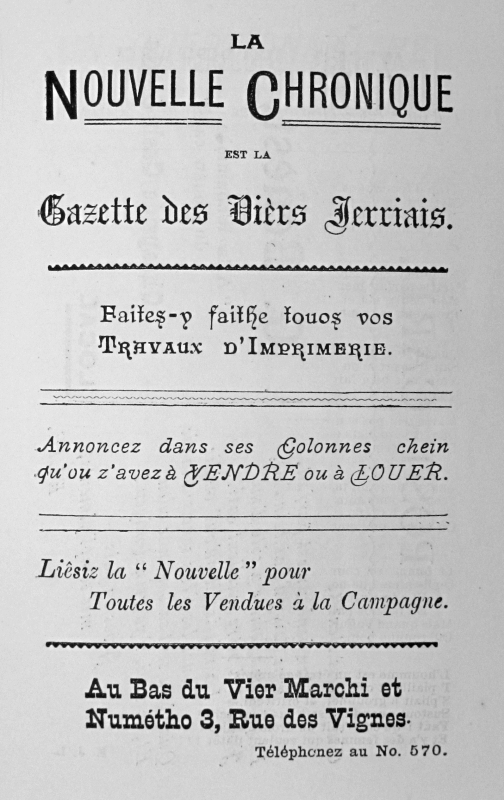 LA
NOUVELLE CHRONIQUE
EST LA
Gazette des Vièrs Jerriais.
Faites-y faithe touos vos
TRAVAUX D'IMPRIMERIE.
Annoncez dans ses Colonnes chein
qu'ou z'avez à VENDRE ou à LOUER.
Liêsiz la “ Nouvelle ” pour
Toutes les Vendues à la Campagne.
Au Bas du Vier Marchi et
Numétho 3, Rue des Vignes.
Téléphonez au No. 570.